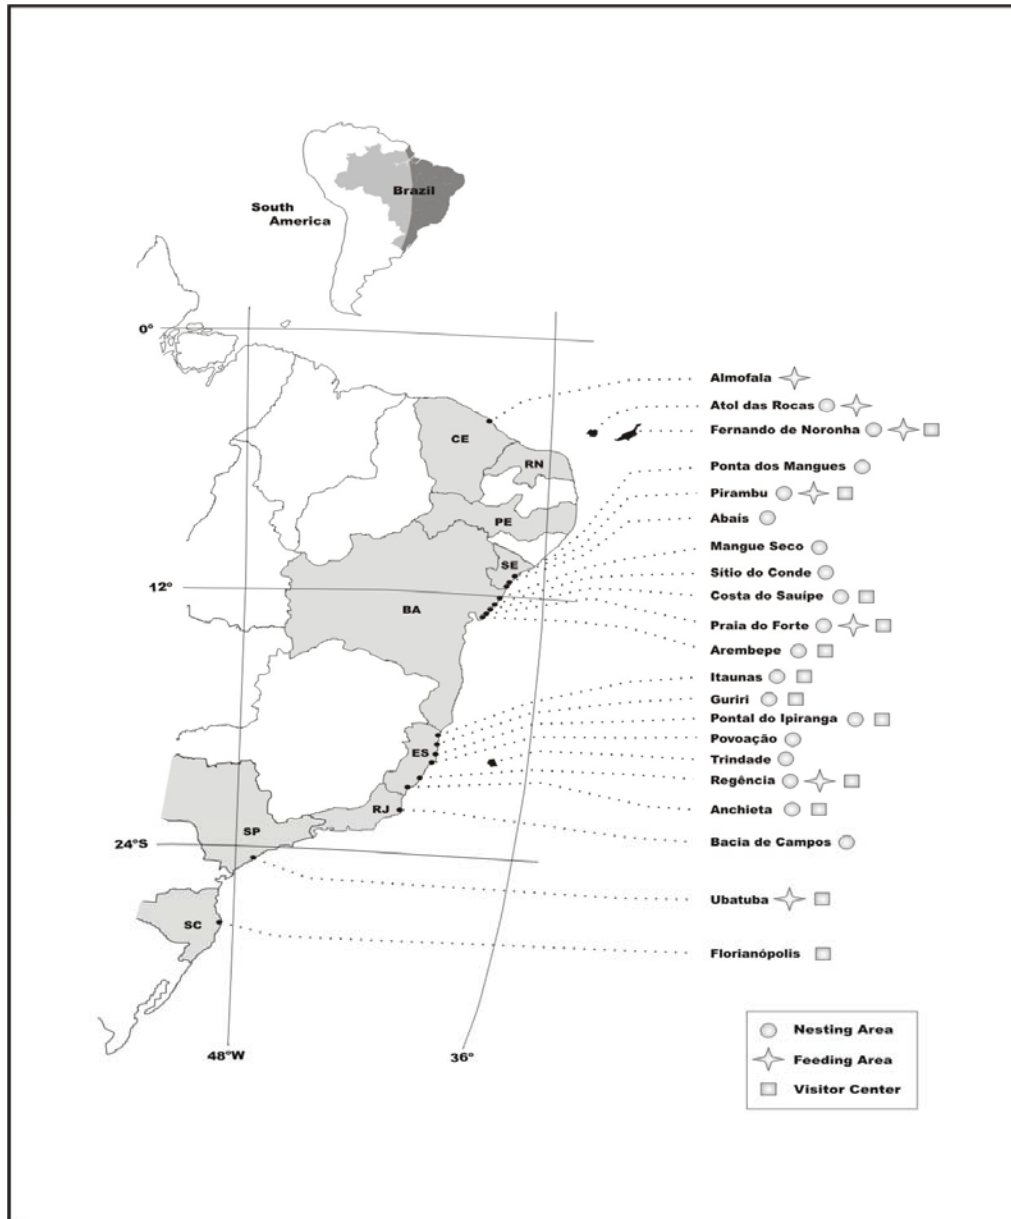 South
America
Brazil
0°
12°
24°S
48°W
36°
CE
RN
PE
SE
BA
ES
RJ
SP
SC
Almofala
Atol das Rocas
Fernando de Noronha
Ponta dos Mangues
Pirambu
Abaís
Mangue Seco
Sítio do Conde
Costa do Sauípe
Praia do Forte
Arembepe
Itaunas
Guriri
Pontal do Ipiranga
Povoação
Trindade
Regência
Anchieta
Bacia de Campos
Ubatuba
Florianópolis
Nesting Area
Feeding Area
Visitor Center